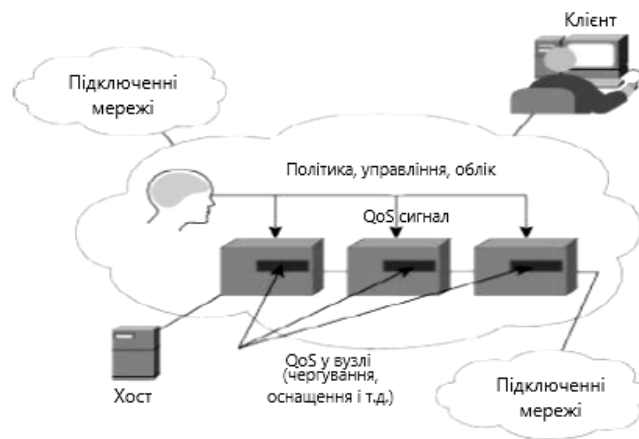 Клієнт
Підключенні
мережі
Політика, управління, облік
QoS сигнал
QoS у вузлі
(чергування,
оснащення і т.д.)
Хост
Підключенні
мережі